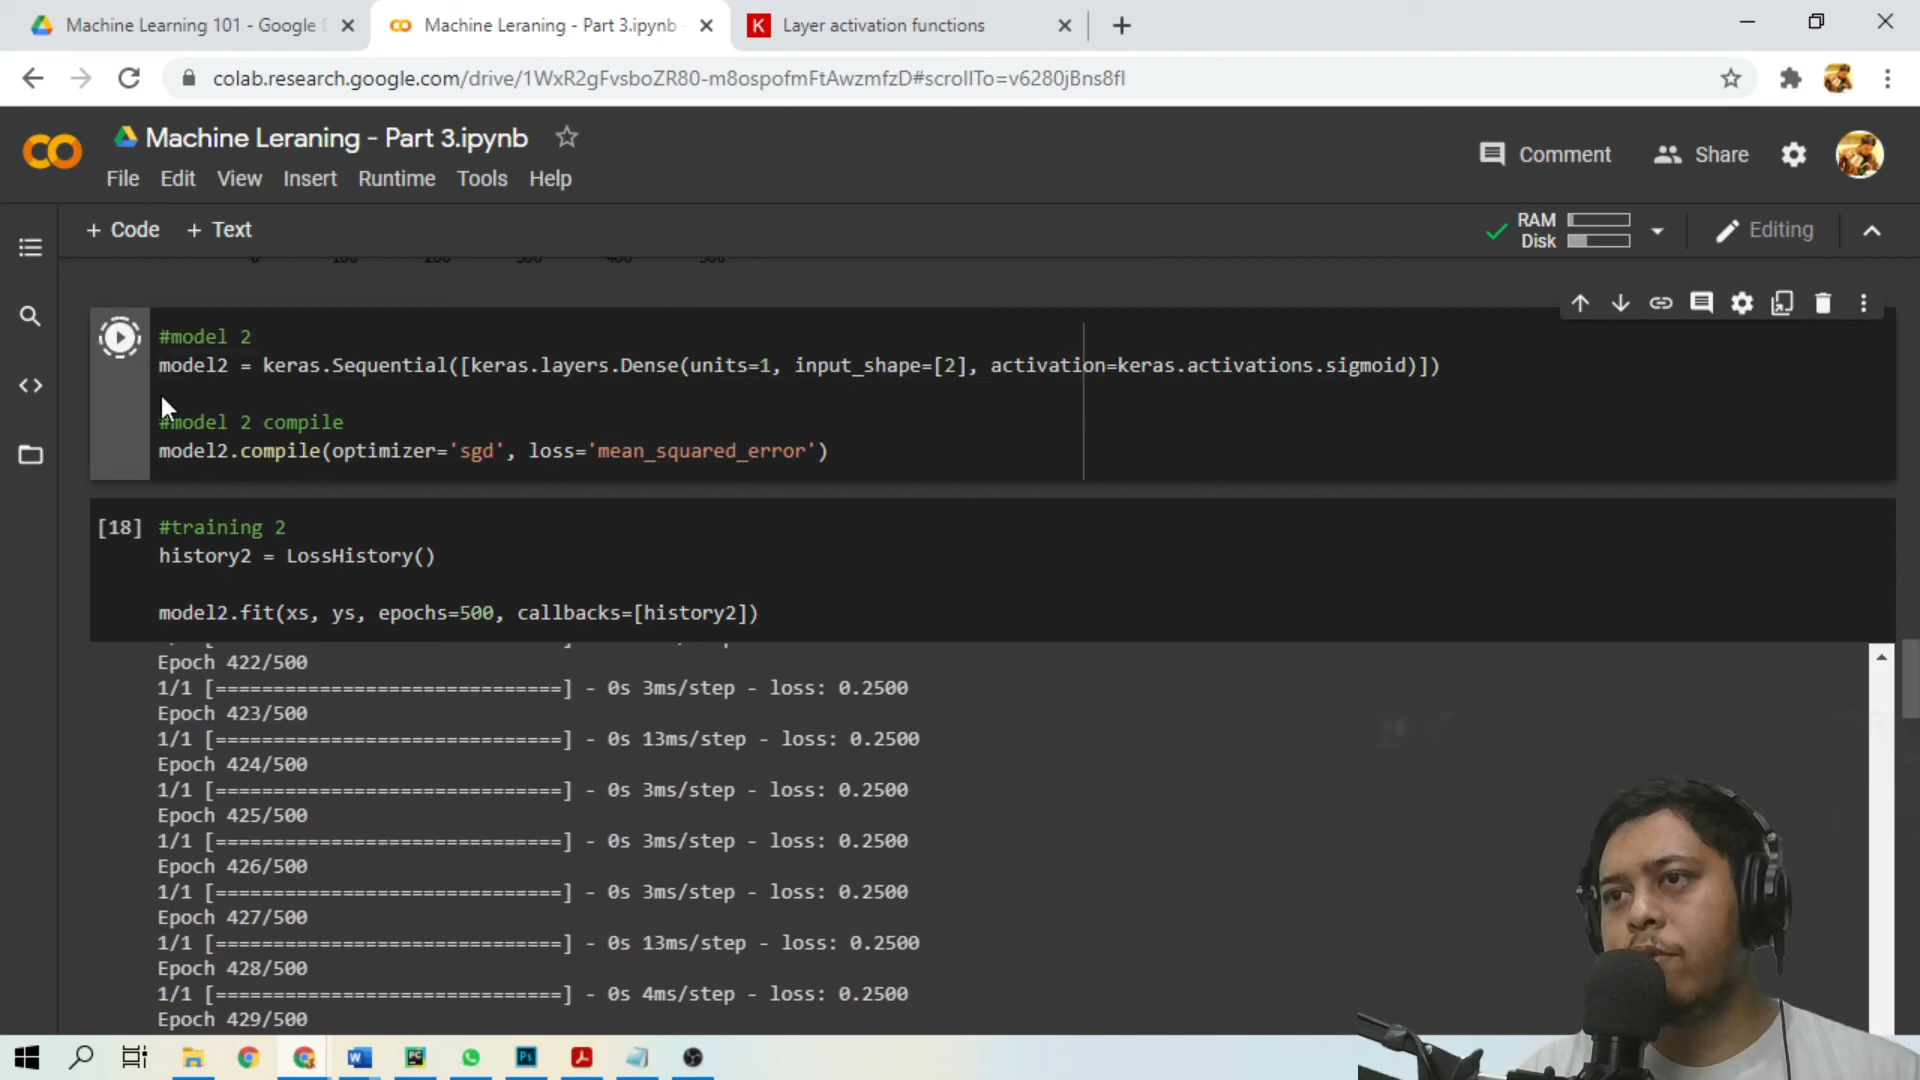 Machine Learning 101 - Google D
Machine Leraning - Part 3.ipynb -
K
Layer activation functions
colab.research.google.com/drive/1WxR2gFvsboZR80-m8ospofmFtAwzmfzD#scrollTo=v6280jBns8fl
Machine Leraning - Part 3.ipynb
Comment
Share
File Edit View Insert Runtime Tools Help
+ Code + Text
RAM
Disk
Editing
0 100 200 300 400 500
#model 2
model2 = keras.Sequential([keras.layers.Dense(units=1, input_shape=[2], activation=keras.activations.sigmoid)])
#model 2 compile
model2.compile(optimizer='sgd', loss='mean_squared_error')
[18]
#training 2
history2 = LossHistory()
model2.fit(xs, ys, epochs=500, callbacks=[history2])
Epoch 422/500
1/1 [==============================] - 0s 3ms/step - loss: 0.2500
Epoch 423/500
1/1 [==============================] - 0s 13ms/step - loss: 0.2500
Epoch 424/500
1/1 [==============================] - 0s 3ms/step - loss: 0.2500
Epoch 425/500
1/1 [==============================] - 0s 3ms/step - loss: 0.2500
Epoch 426/500
1/1 [==============================] - 0s 3ms/step - loss: 0.2500
Epoch 427/500
1/1 [==============================] - 0s 13ms/step - loss: 0.2500
Epoch 428/500
1/1 [==============================] - 0s 4ms/step - loss: 0.2500
Epoch 429/500